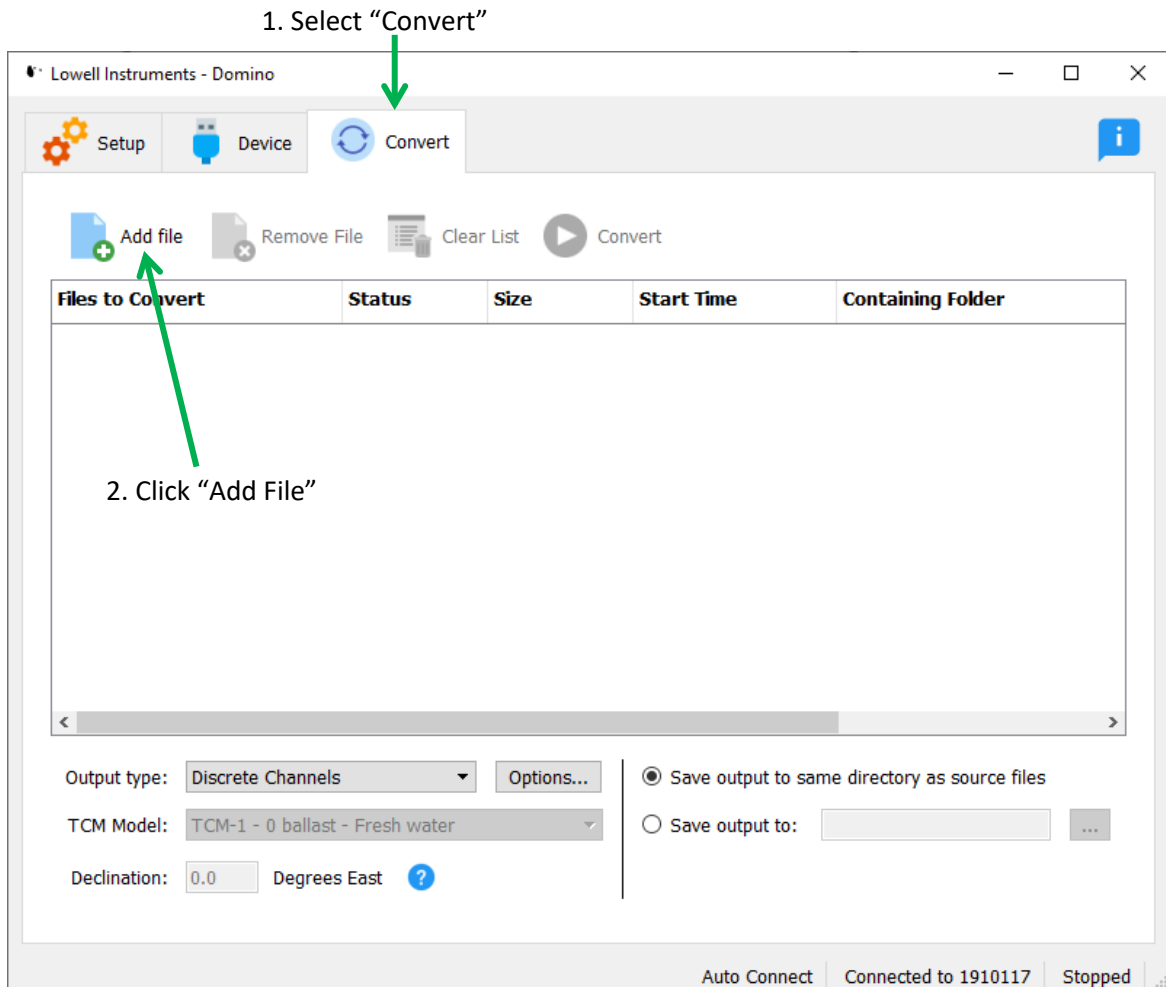 1. Select “Convert”
Lowell Instruments - Domino
Setup
Device
Convert
Add file
Remove File
Clear List
Convert
Files to Convert
Status
Size
Start Time
Containing Folder
2. Click “Add File”
Output type:
Discrete Channels
Options...
Save output to same directory as source files
TCM Model:
TCM-1 - 0 ballast - Fresh water
Save output to:
...
Declination:
0.0
Degrees East
?
Auto Connect
Connected to 1910117
Stopped